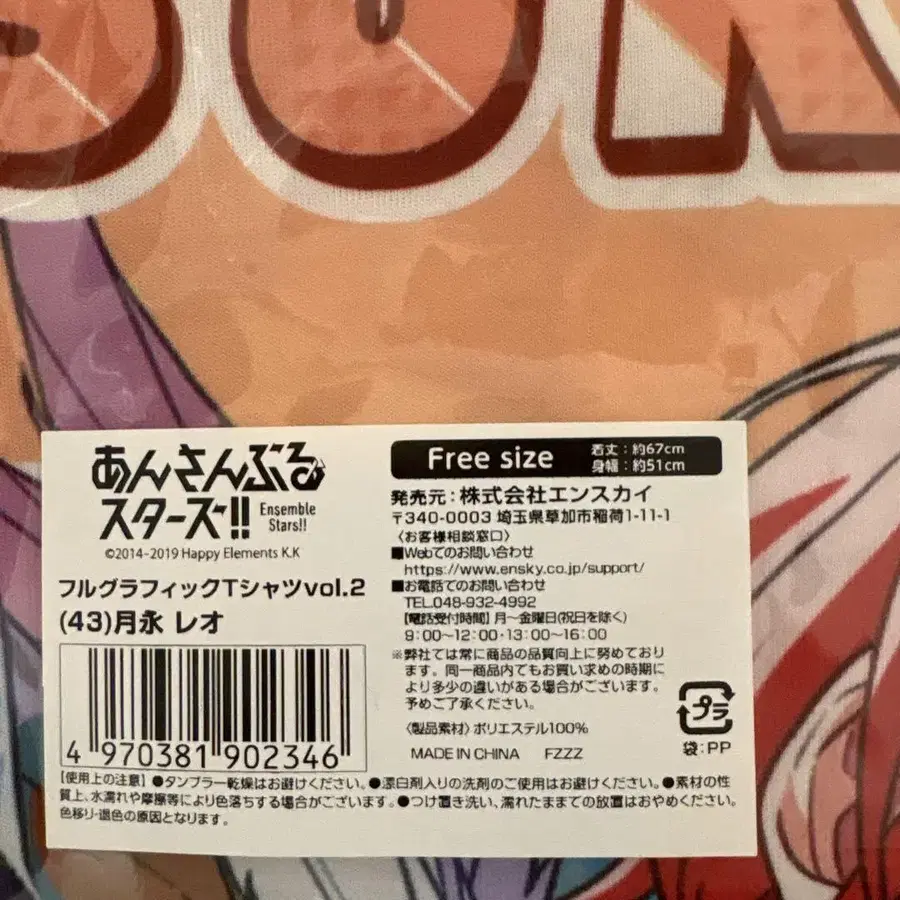 あんさんぶる
スターズ!!
Ensemble
Stars!!
©2014-2019 Happy Elements K.K
フルグラフィックTシャツvol.2
(43)月永 レオ
4 970381 902346
Free size
着丈：約67cm
身幅：約51cm
発売元：株式会社エンスカイ
〒340-0003 埼玉県草加市稲荷1-11-1
〈お客様相談窓口〉
■Webでのお問い合わせ
https://www.ensky.co.jp/support/
■お電話でのお問い合わせ
TEL.048-932-4992
【電話受付時間】月～金曜日(祝日を除く)
9:00～12:00・13:00～16:00
※弊社では常に商品の品質向上に努めており
ます。同一商品内でもお買い求めの時期に
より多少の違いがある場合がございます。
予めご了承ください。
〈製品素材〉ポリエステル100%
MADE IN CHINA FZZZ
プラ
袋:PP
【使用上の注意】●タンブラー乾燥はお避けください。●漂白剤入りの洗剤のご使用はお避けください。●素材の性
質上、水濡れや摩擦等により色落ちする場合がございます。●つけ置き洗い、濡れたままでの放置はおやめください。
色移り・退色の原因となります。